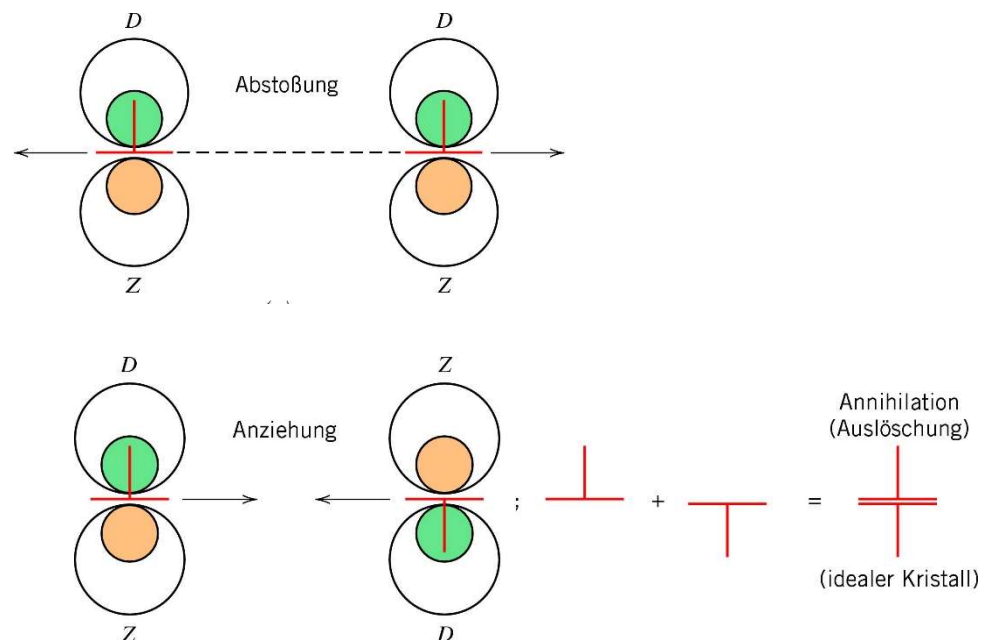 D D
Abstoßung
Z Z
D Z
Anziehung
Annihilation
(Auslöschung)
; + =
(idealer Kristall)
Z D